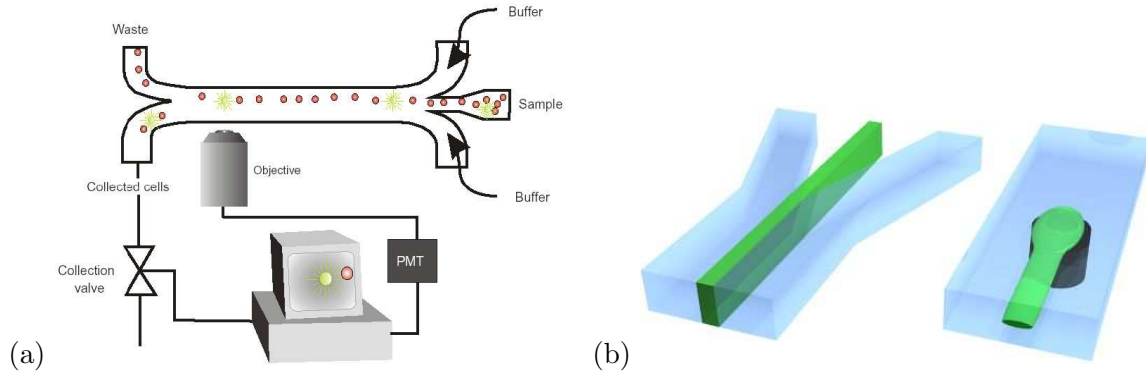 Buffer
Waste
Sample
Objective
Collected cells
Buffer
PMT
Collection
valve
(a)
(b)